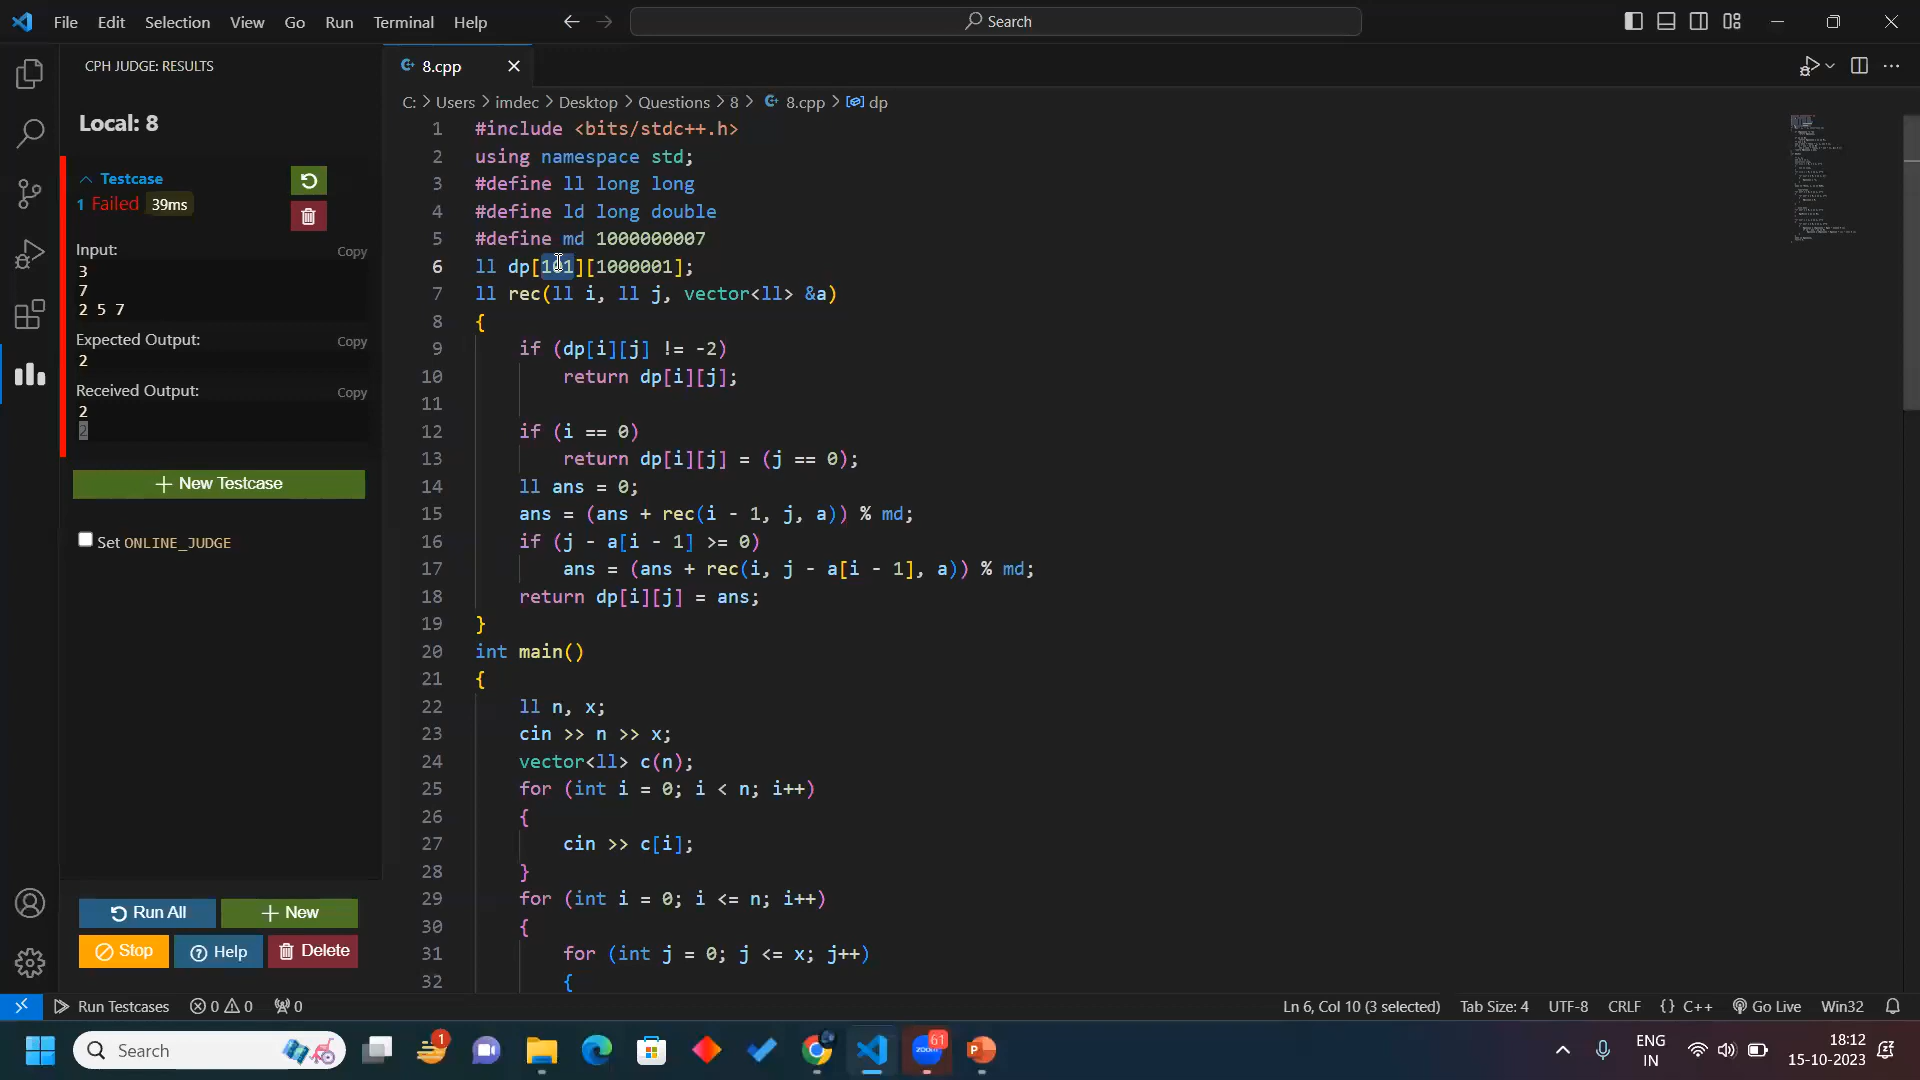 File Edit Selection View Go Run Terminal Help
Search
CPH JUDGE: RESULTS
Local: 8
Testcase
1 Failed 39ms
Input: Copy
3
7
2 5 7
Expected Output: Copy
2
Received Output: Copy
2
2
New Testcase
Set ONLINE_JUDGE
Run All New
Stop Help Delete
8.cpp
C: > Users > imdec > Desktop > Questions > 8 > 8.cpp > dp
1 #include <bits/stdc++.h>
2 using namespace std;
3 #define ll long long
4 #define ld long double
5 #define md 1000000007
6 ll dp[101][1000001];
7 ll rec(ll i, ll j, vector<ll> &a)
8 {
9 if (dp[i][j] != -2)
10 return dp[i][j];
11
12 if (i == 0)
13 return dp[i][j] = (j == 0);
14 ll ans = 0;
15 ans = (ans + rec(i - 1, j, a)) % md;
16 if (j - a[i - 1] >= 0)
17 ans = (ans + rec(i, j - a[i - 1], a)) % md;
18 return dp[i][j] = ans;
19 }
20 int main()
21 {
22 ll n, x;
23 cin >> n >> x;
24 vector<ll> c(n);
25 for (int i = 0; i < n; i++)
26 {
27 cin >> c[i];
28 }
29 for (int i = 0; i <= n; i++)
30 {
31 for (int j = 0; j <= x; j++)
32 {
Run Testcases 0 0 0 Ln 6, Col 10 (3 selected) Tab Size: 4 UTF-8 CRLF {} C++ Go Live Win32
Search 1 zoom 61 ENG IN 18:12 15-10-2023